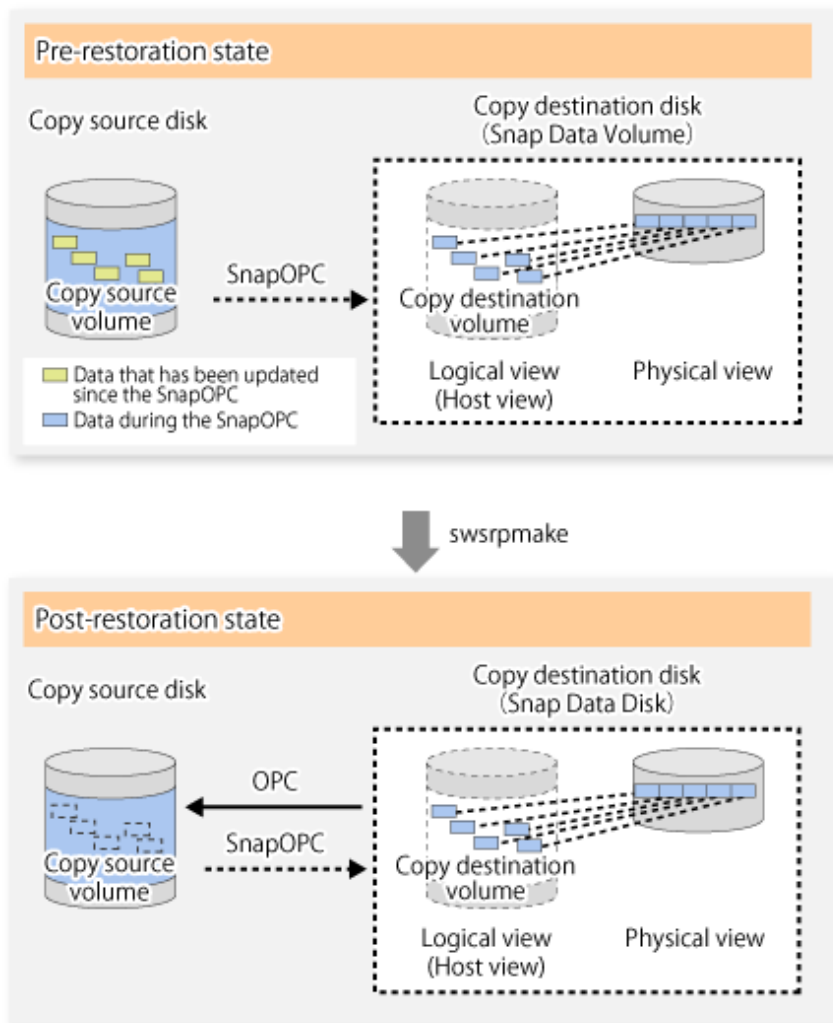 Pre-restoration state
Copy source disk
Copy destination disk
(Snap Data Volume)
SnapOPC
Copy source
volume
Copy destination
volume
Logical view
(Host view)
Physical view
Data that has been updated
since the SnapOPC
Data during the SnapOPC
swsrpmake
Post-restoration state
Copy source disk
Copy destination disk
(Snap Data Disk)
OPC
SnapOPC
Copy source
volume
Copy destination
volume
Logical view
(Host view)
Physical view